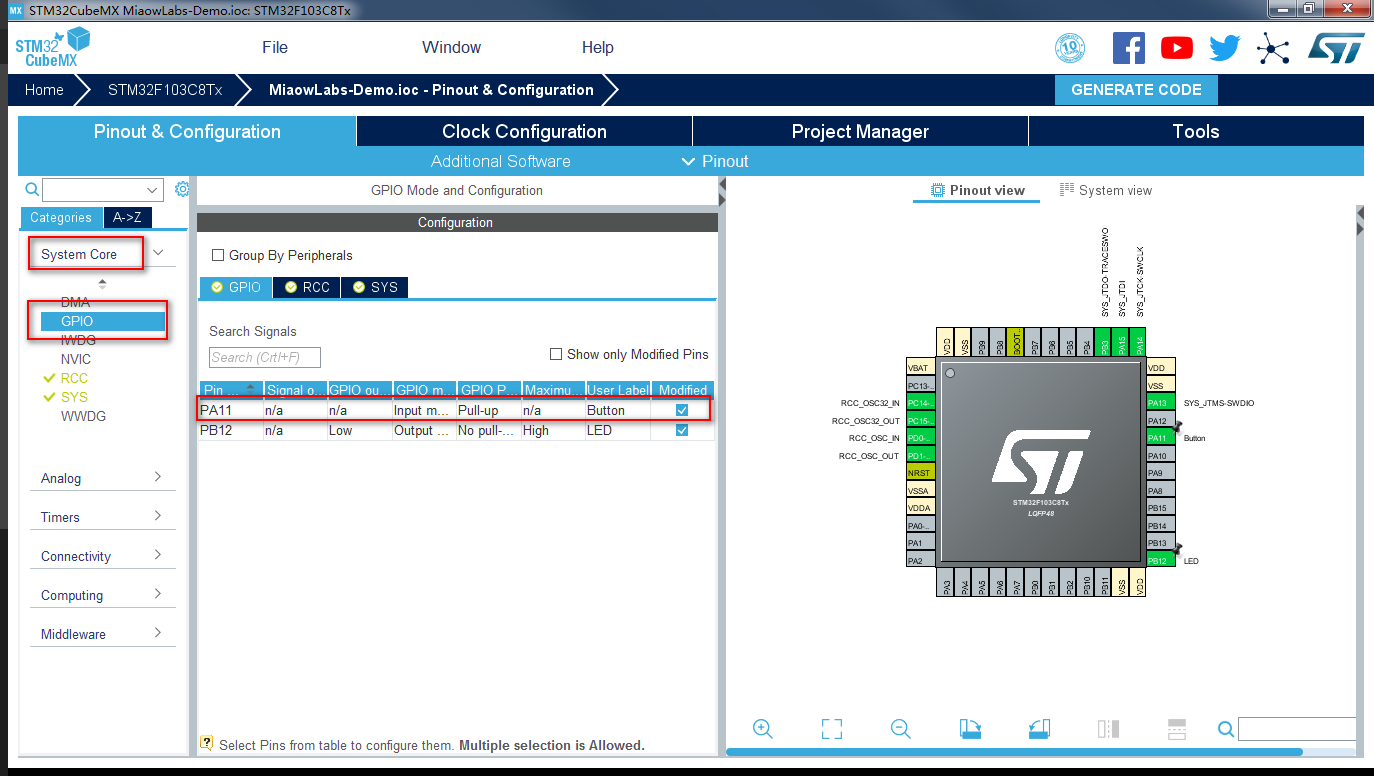 MX STM32CubeMX MiaowLabs-Demo.ioc: STM32F103C8Tx
STM32 CubeMX
File Window Help
10
Home STM32F103C8Tx MiaowLabs-Demo.ioc - Pinout & Configuration GENERATE CODE
Pinout & Configuration Clock Configuration Project Manager Tools
Additional Software Pinout
Categories A->Z
System Core
DMA
GPIO
IWDG
NVIC
RCC
SYS
WWDG
Analog
Timers
Connectivity
Computing
Middleware
GPIO Mode and Configuration
Configuration
Group By Peripherals
GPIO RCC SYS
Search Signals
Search (Crtl+F) Show only Modified Pins
Pin... Signal o... GPIO ou... GPIO m... GPIO P... Maximu... User Label Modified
PA11 n/a n/a Input m... Pull-up n/a Button
PB12 n/a Low Output ... No pull-... High LED
? Select Pins from table to configure them. Multiple selection is Allowed.
Pinout view System view
SYS_JTDO-TRACESWO
SYS_JTDI
SYS_JTCK-SWCLK
VDD VSS PB9 PB8 BOOT.. PB7 PB6 PB5 PB4 PB3 PA15 PA14
VBAT
PC13-..
RCC_OSC32_IN PC14-..
RCC_OSC32_OUT PC15-..
RCC_OSC_IN PD0-..
RCC_OSC_OUT PD1-..
NRST
VSSA
VDDA
PA0-..
PA1
PA2
ST
STM32F103C8Tx
LQFP48
VDD
VSS
PA13 SYS_JTMS-SWDIO
PA12
PA11 Button
PA10
PA9
PA8
PB15
PB14
PB13
PB12 LED
PA3 PA4 PA5 PA6 PA7 PB0 PB1 PB2 PB10 PB11 VSS VDD